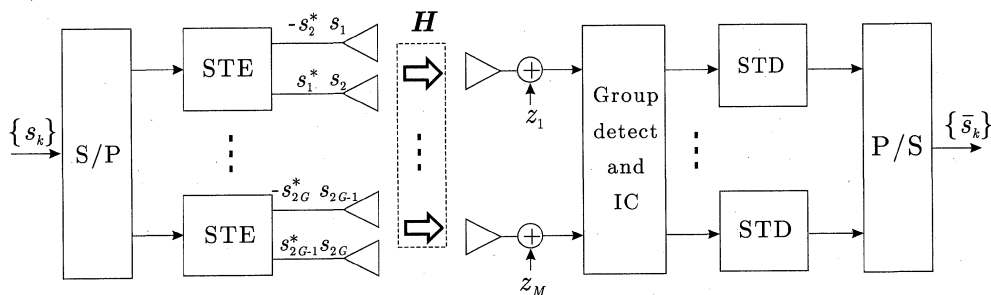 {s_k}
S/P
STE
-s_2^* s_1
s_1^* s_2
STE
-s_{2G}^* s_{2G-1}
s_{2G-1}^* s_{2G}
H
z_1
z_M
Group
detect
and
IC
STD
STD
P/S
{s̄_k}